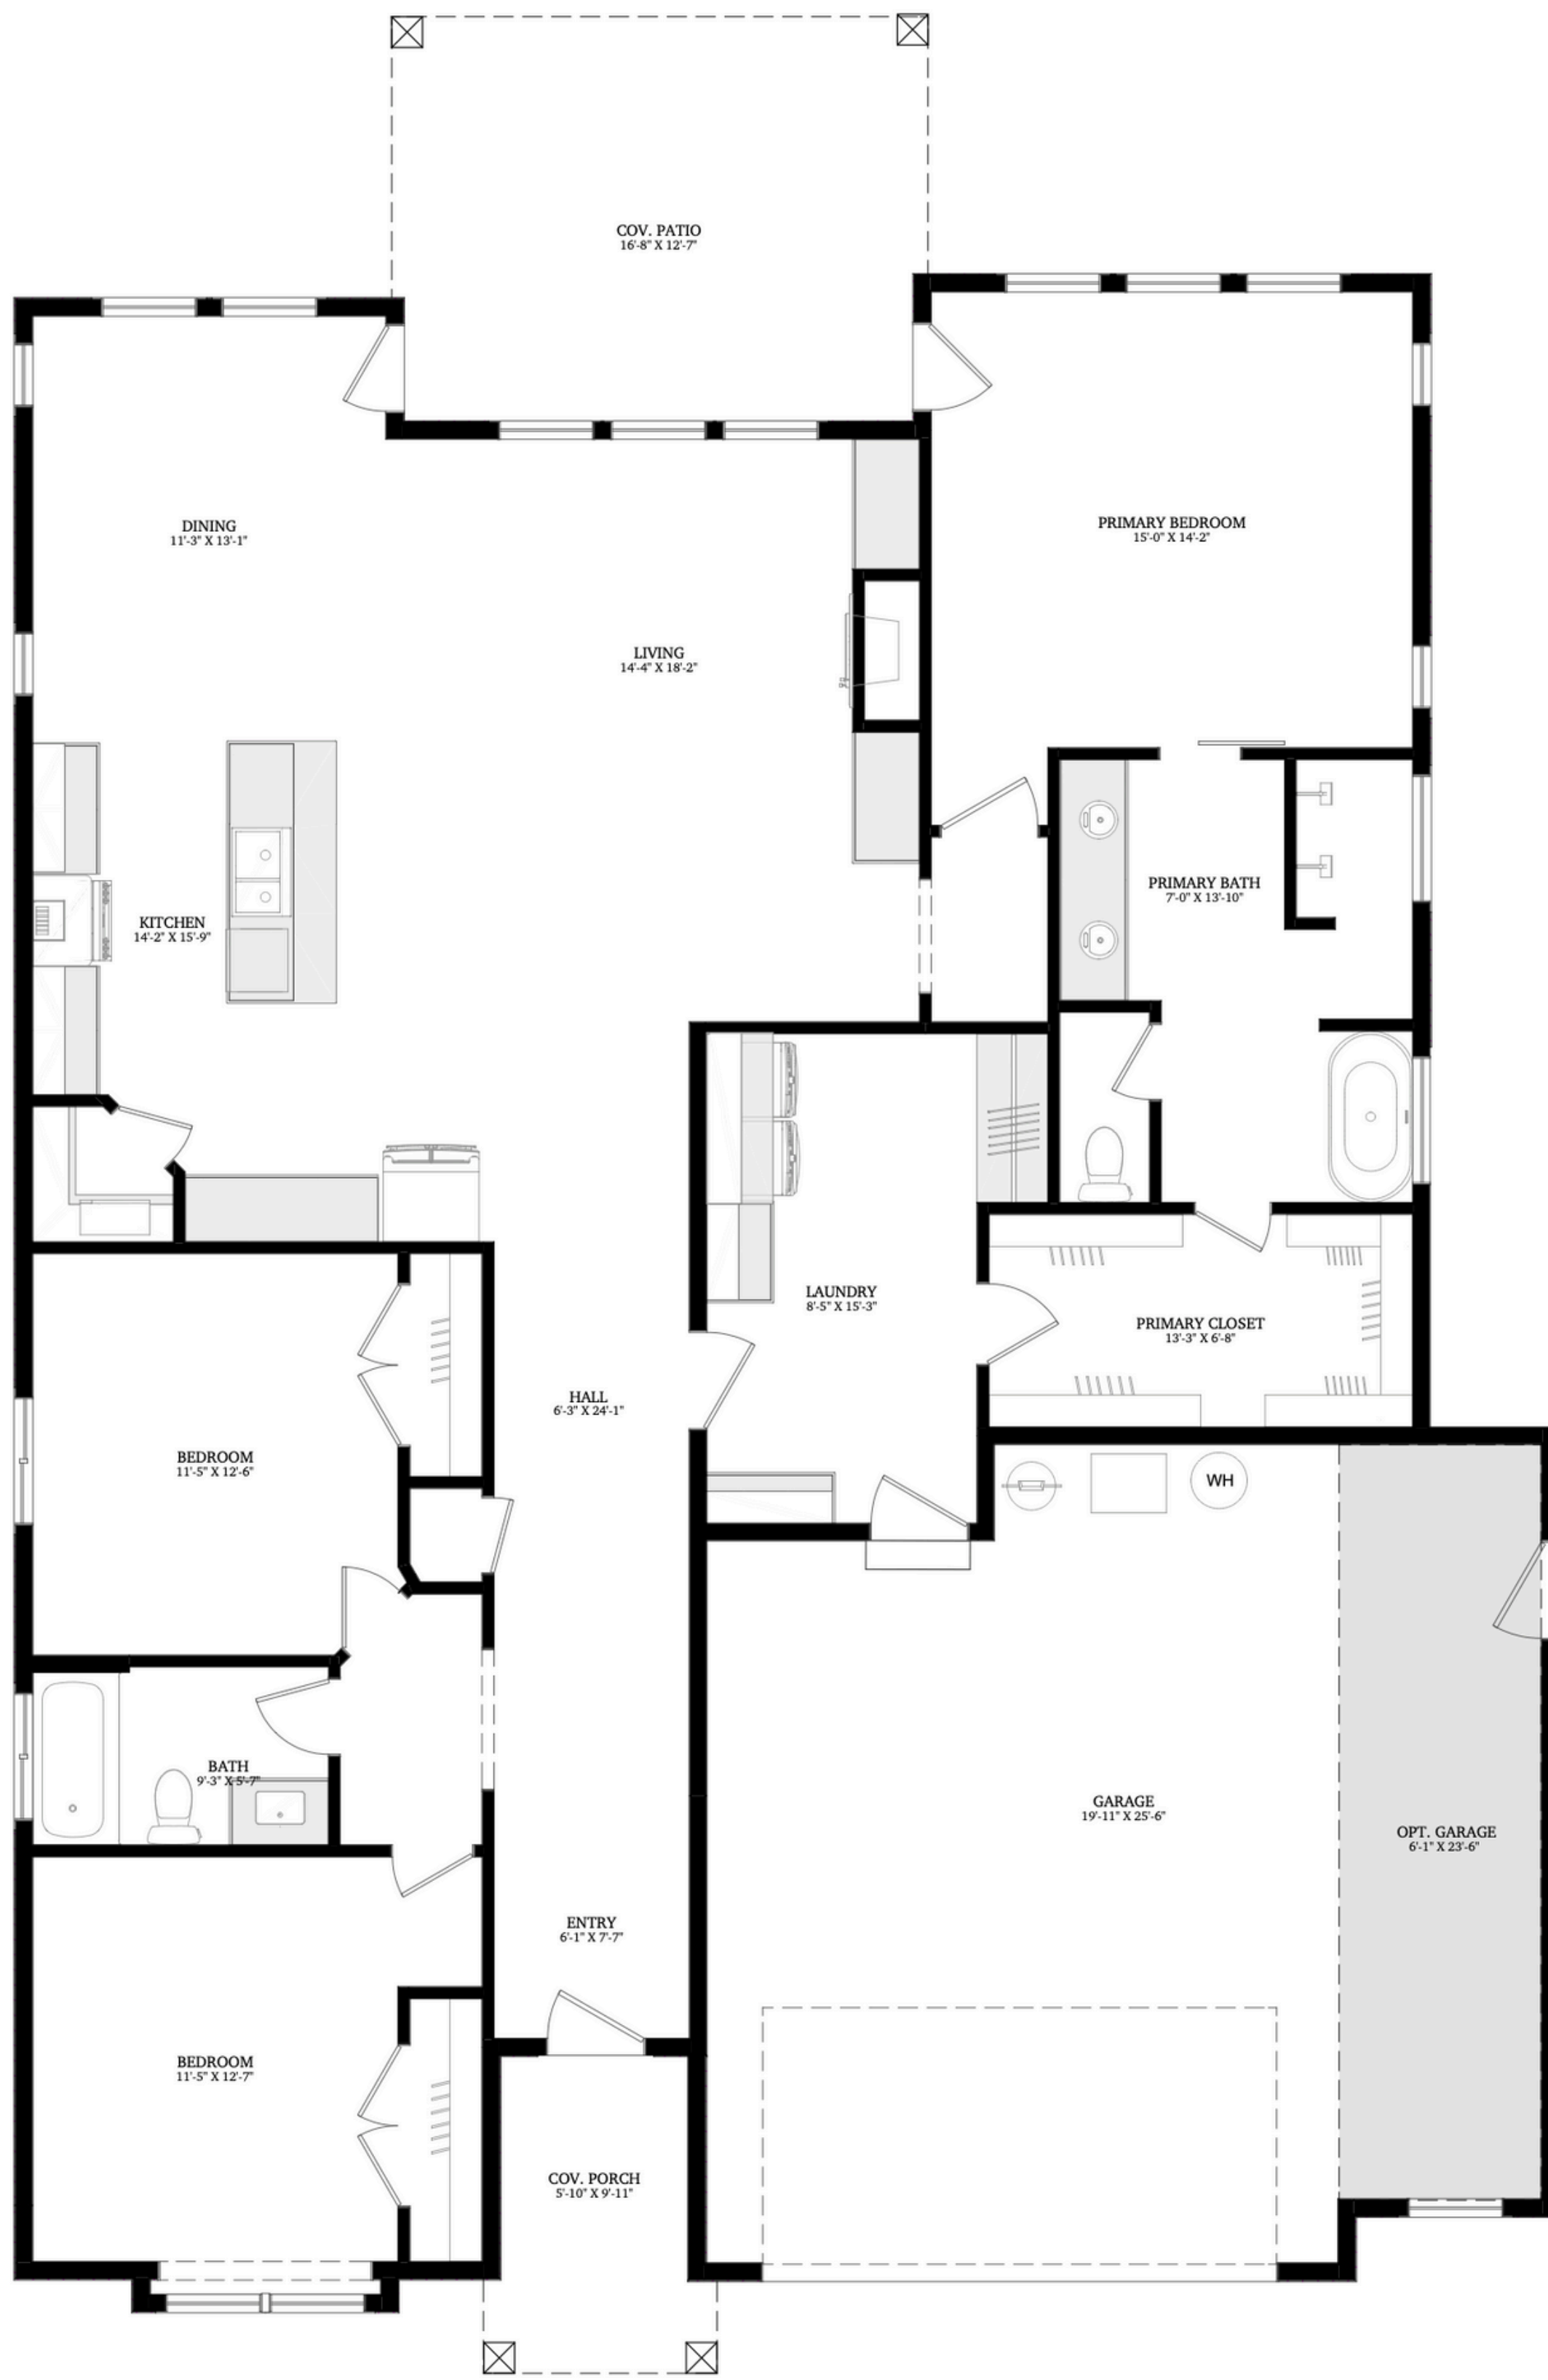 COV. PATIO
16'-8" X 12'-7"
DINING
11'-3" X 13'-1"
PRIMARY BEDROOM
15'-0" X 14'-2"
LIVING
14'-4" X 18'-2"
KITCHEN
14'-2" X 15'-9"
PRIMARY BATH
7'-0" X 13'-10"
LAUNDRY
8'-5" X 15'-3"
PRIMARY CLOSET
13'-3" X 6'-8"
HALL
6'-3" X 24'-1"
BEDROOM
11'-5" X 12'-6"
WH
BATH
9'-3" X 5'-7"
GARAGE
19'-11" X 25'-6"
OPT. GARAGE
6'-1" X 23'-6"
ENTRY
6'-1" X 7'-7"
BEDROOM
11'-5" X 12'-7"
COV. PORCH
5'-10" X 9'-11"